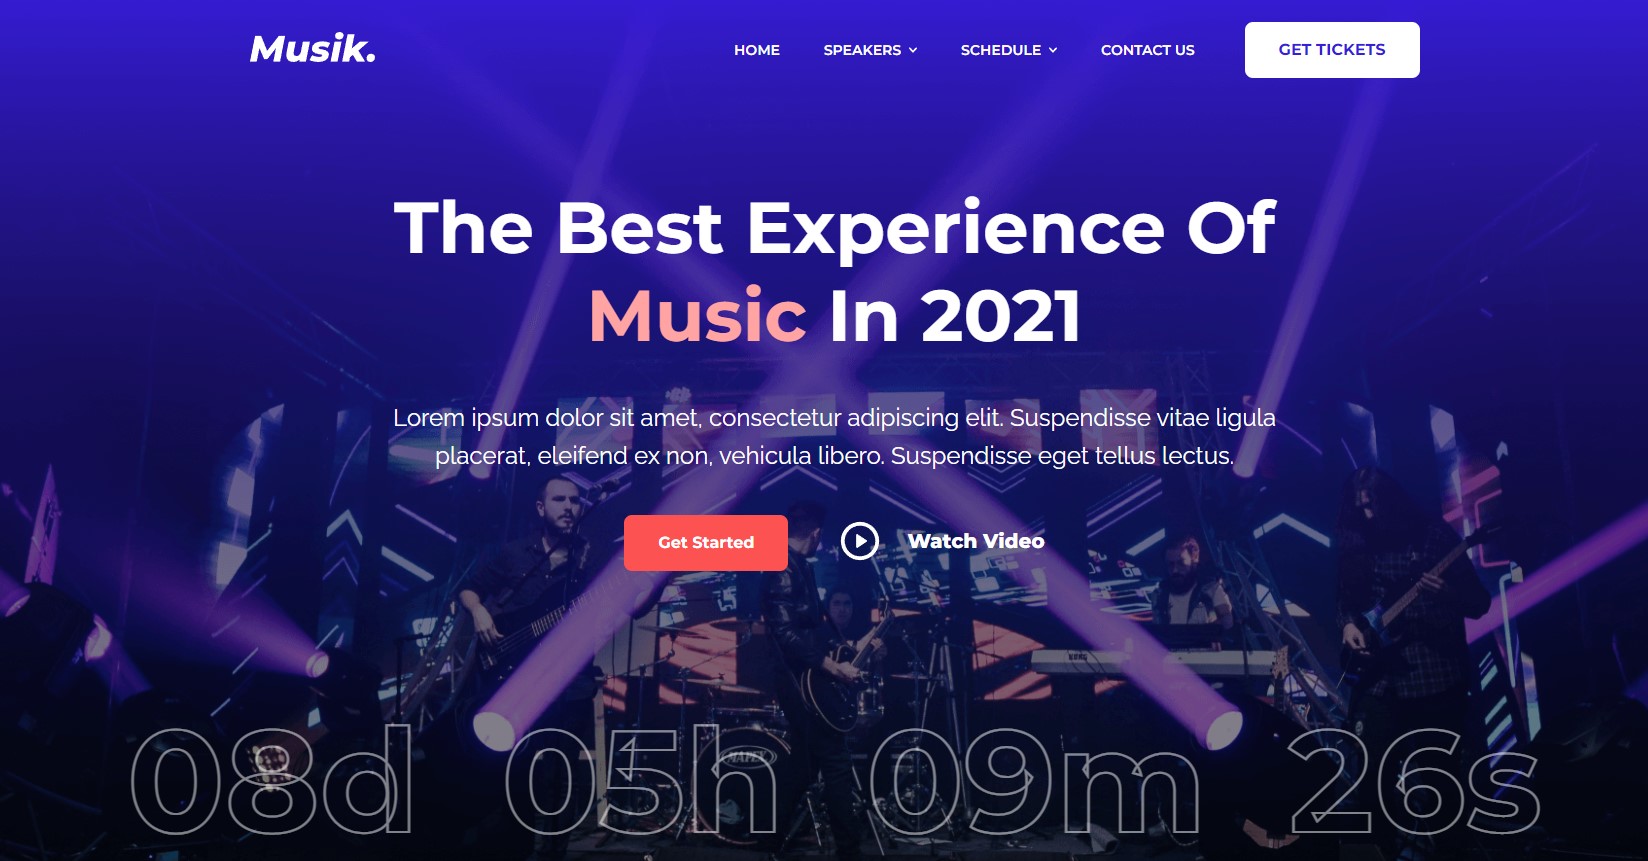 Musik.
HOME SPEAKERS SCHEDULE CONTACT US GET TICKETS
The Best Experience Of
Music In 2021
Lorem ipsum dolor sit amet, consectetur adipiscing elit. Suspendisse vitae ligula
placerat, eleifend ex non, vehicula libero. Suspendisse eget tellus lectus.
Get Started Watch Video
KORG
MAPEX
08d 05h 09m 26s